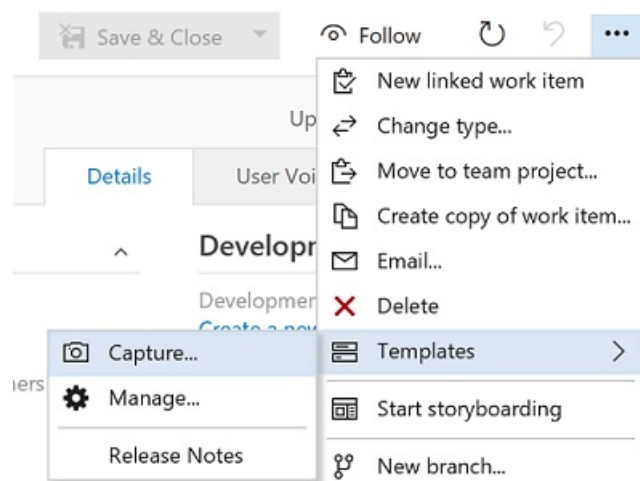 Save & Close
Follow
New linked work item
Up
Change type...
Details
User Voi
Move to team project...
Create copy of work item...
Developr
Email...
Developmer
Delete
Create a new
Capture...
Templates
ners
Manage...
Start storyboarding
Release Notes
New branch...